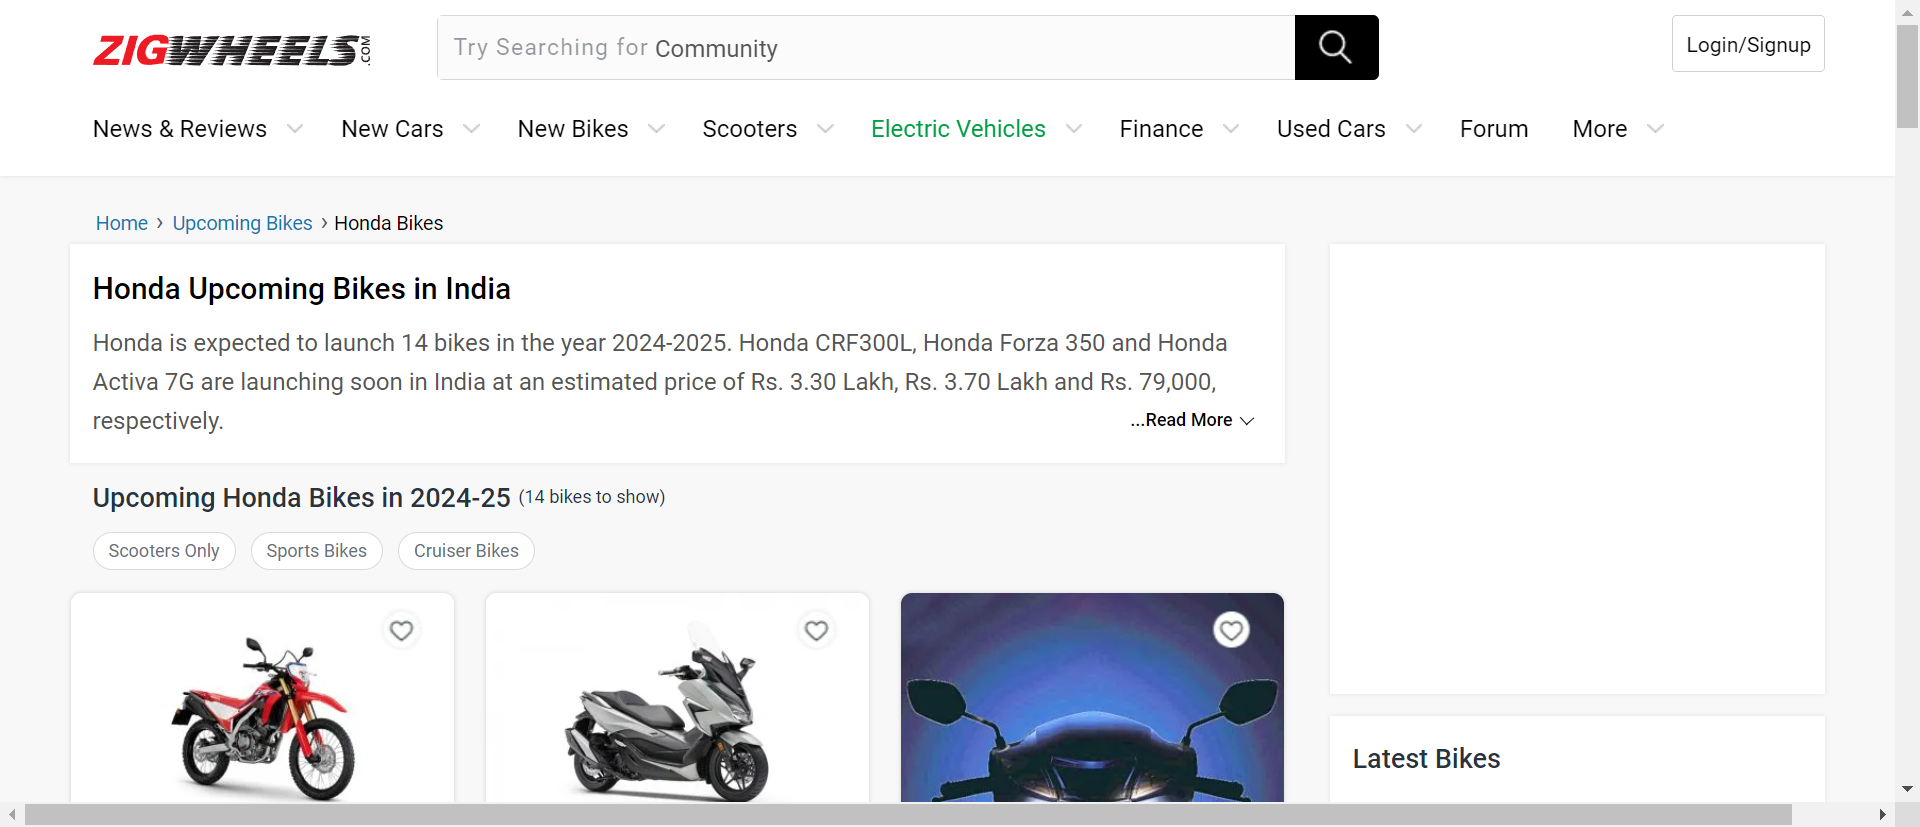 ZIGWHEELS.COM
Try Searching for Community
Login/Signup
News & Reviews New Cars New Bikes Scooters Electric Vehicles Finance Used Cars Forum More
Home › Upcoming Bikes › Honda Bikes
Honda Upcoming Bikes in India
Honda is expected to launch 14 bikes in the year 2024-2025. Honda CRF300L, Honda Forza 350 and Honda
Activa 7G are launching soon in India at an estimated price of Rs. 3.30 Lakh, Rs. 3.70 Lakh and Rs. 79,000,
respectively.
...Read More
Upcoming Honda Bikes in 2024-25 (14 bikes to show)
Scooters Only Sports Bikes Cruiser Bikes
Latest Bikes